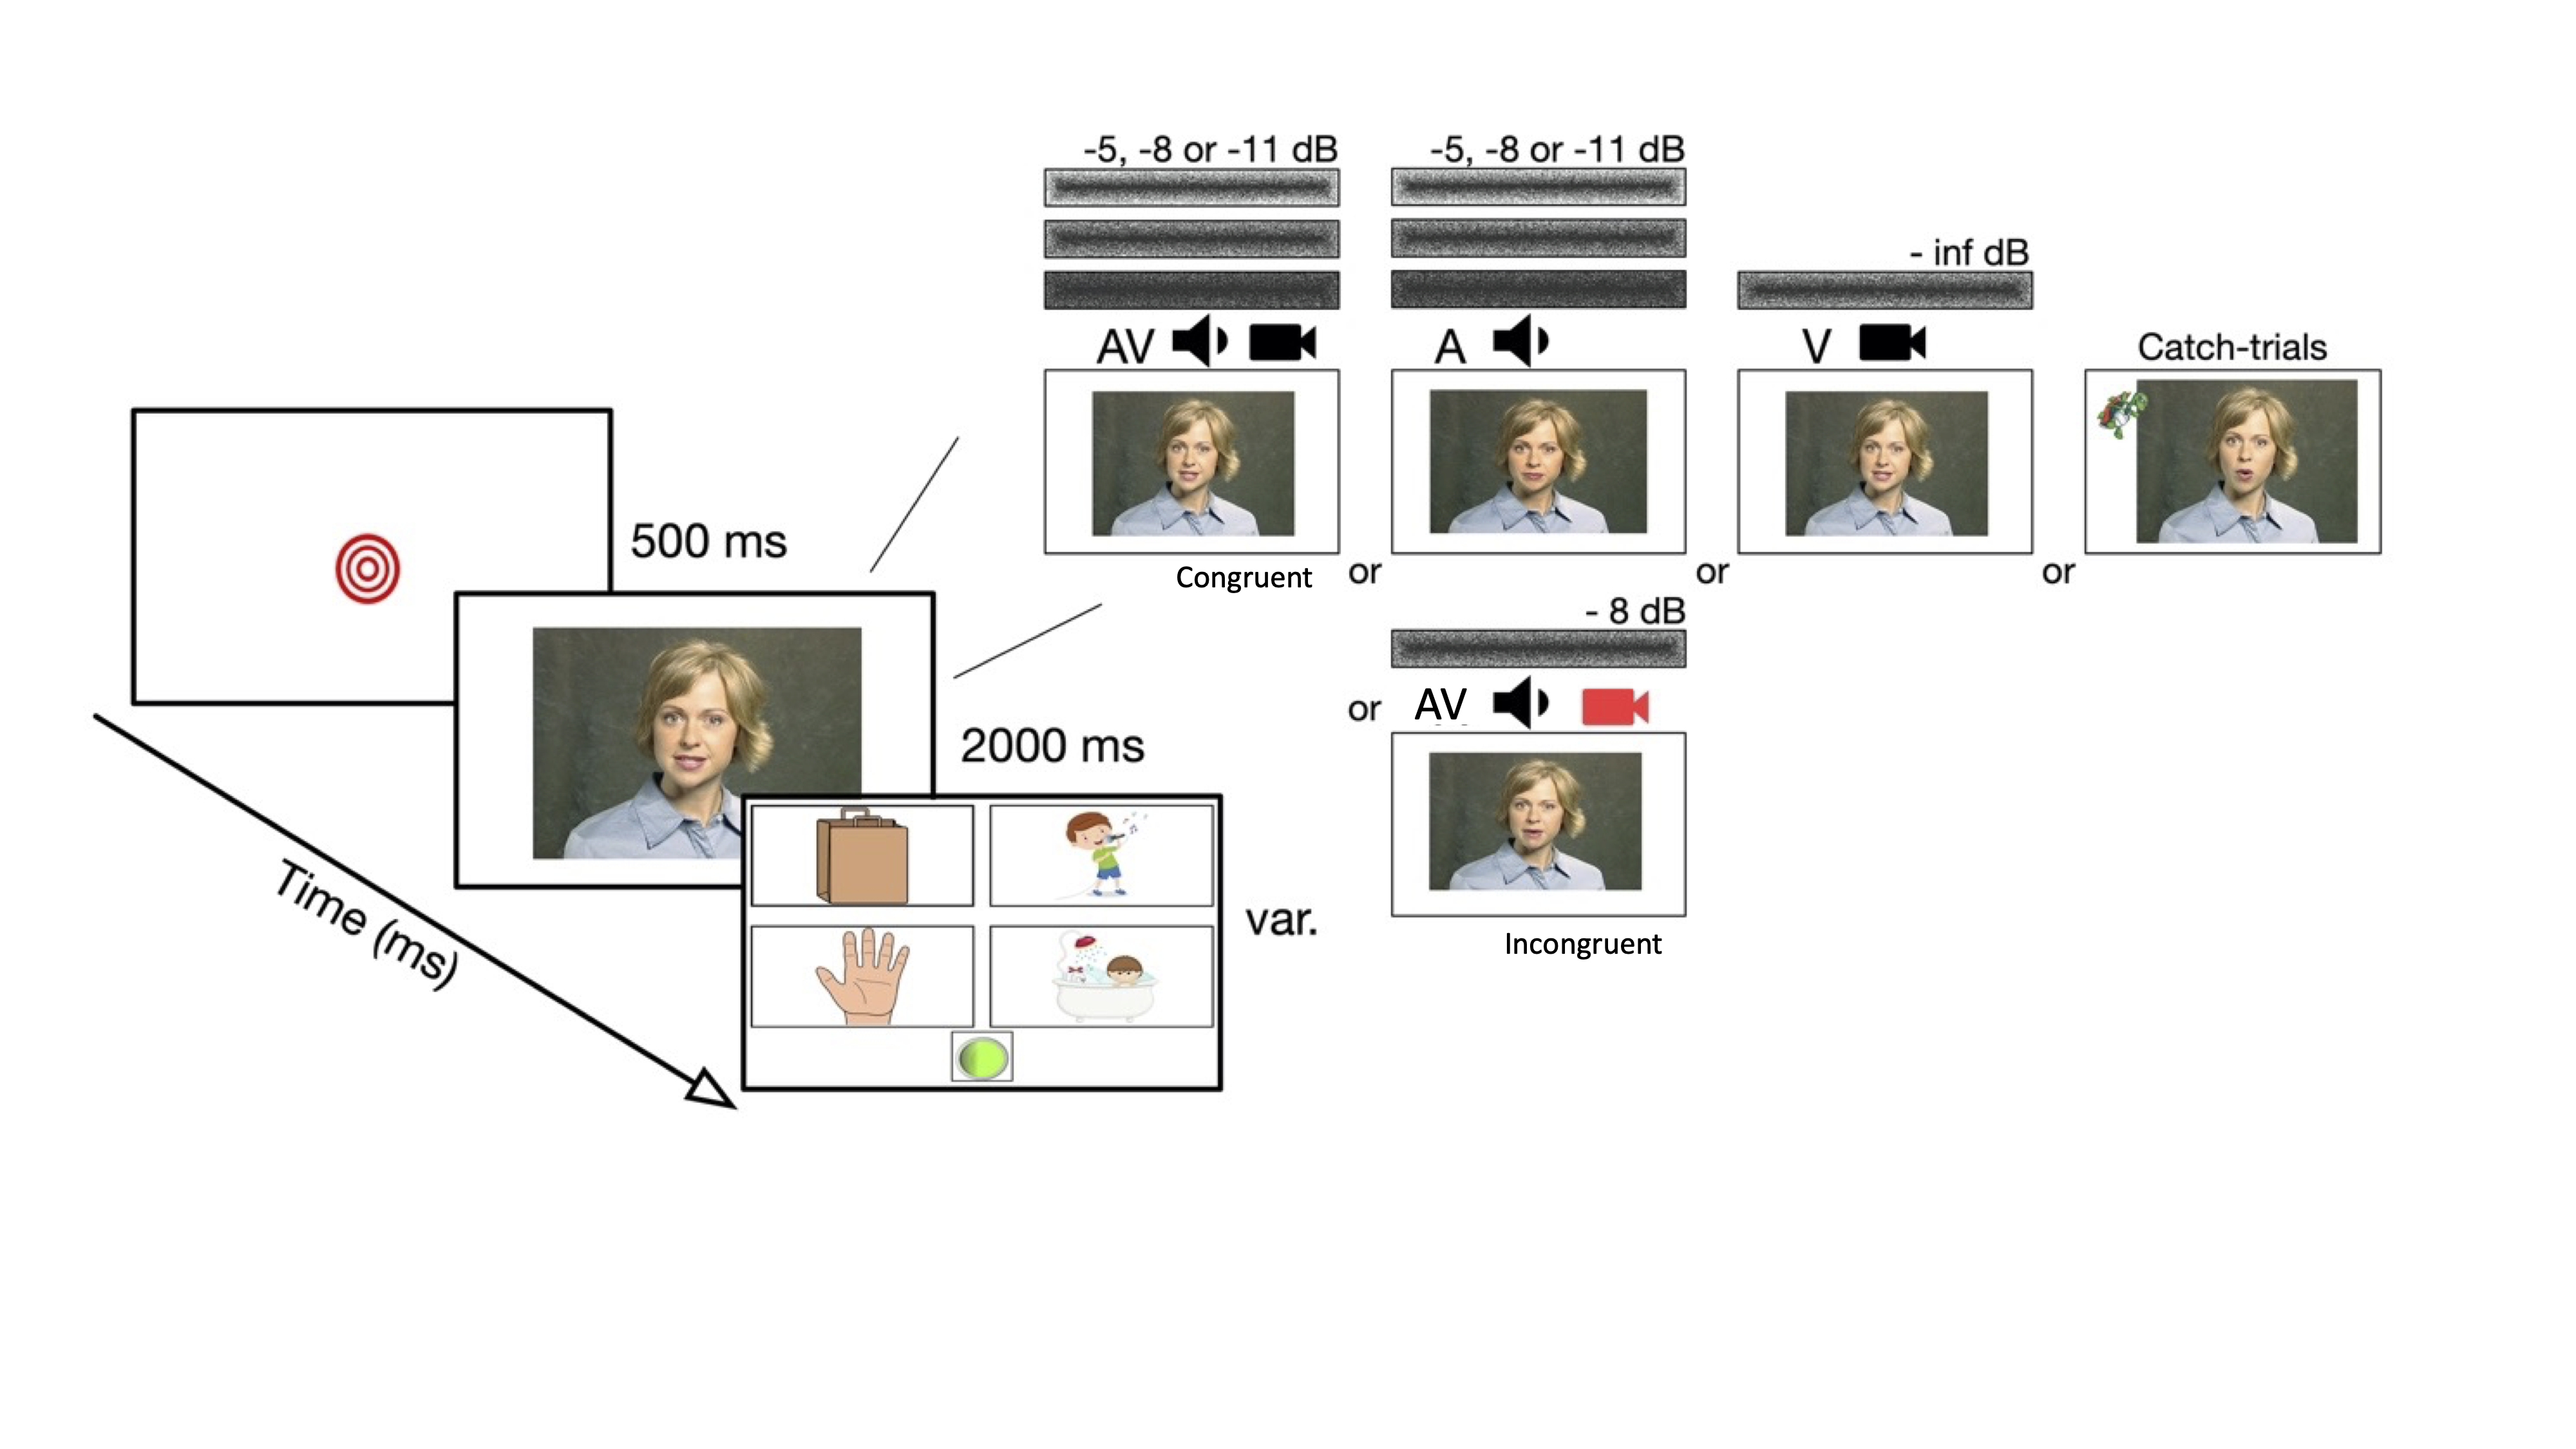 -5, -8 or -11 dB
-5, -8 or -11 dB
- inf dB
AV
A
V
Catch-trials
500 ms
Congruent
or
or
or
- 8 dB
or
AV
2000 ms
Time (ms)
var.
Incongruent